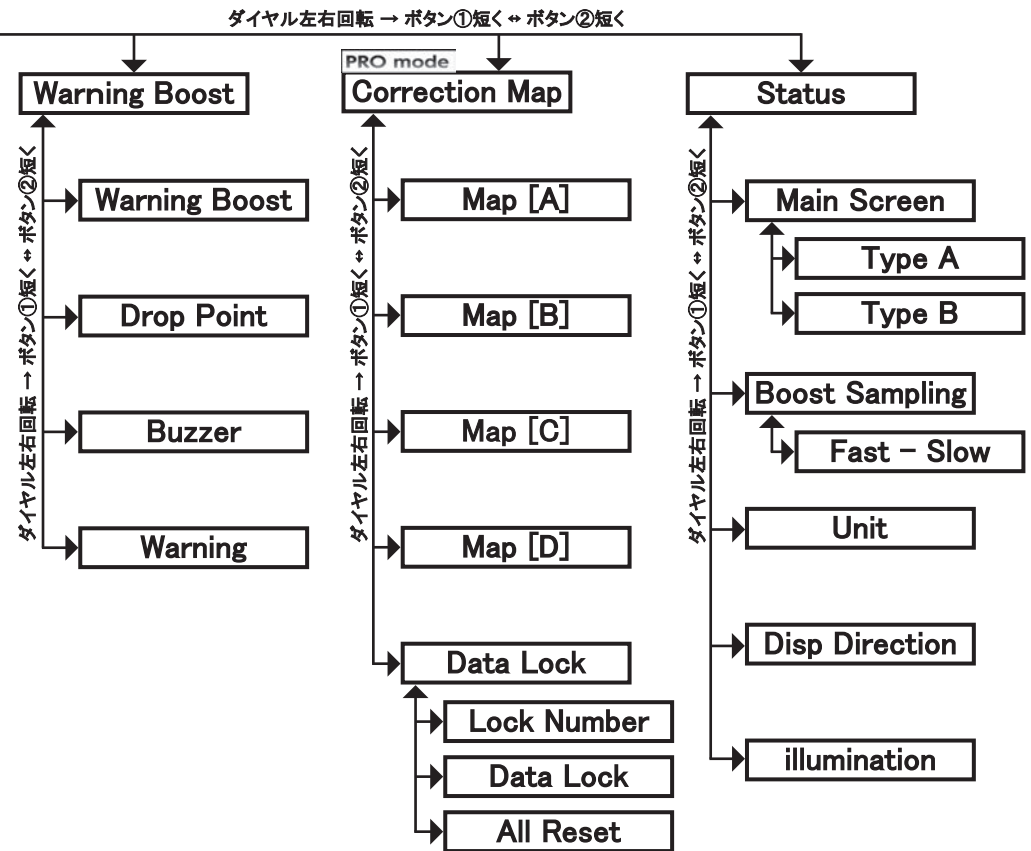 ダイヤル左右回転 → ボタン①短く ↔ ボタン②短く
Warning Boost
ダイヤル左右回転 → ボタン①短く ↔ ボタン②短く
Warning Boost
Drop Point
Buzzer
Warning
PRO mode
Correction Map
ダイヤル左右回転 → ボタン①短く ↔ ボタン②短く
Map [A]
Map [B]
Map [C]
Map [D]
Data Lock
Lock Number
Data Lock
All Reset
Status
ダイヤル左右回転 → ボタン①短く ↔ ボタン②短く
Main Screen
Type A
Type B
Boost Sampling
Fast − Slow
Unit
Disp Direction
illumination